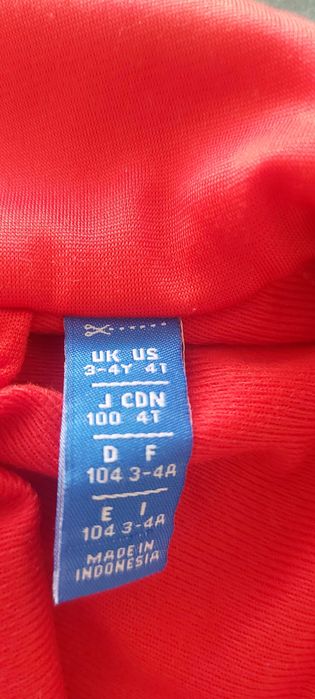 UK US
3-4Y 4T
J CDN
100 4T
D F
104 3-4A
E I
104 3-4A
MADE IN
INDONESIA